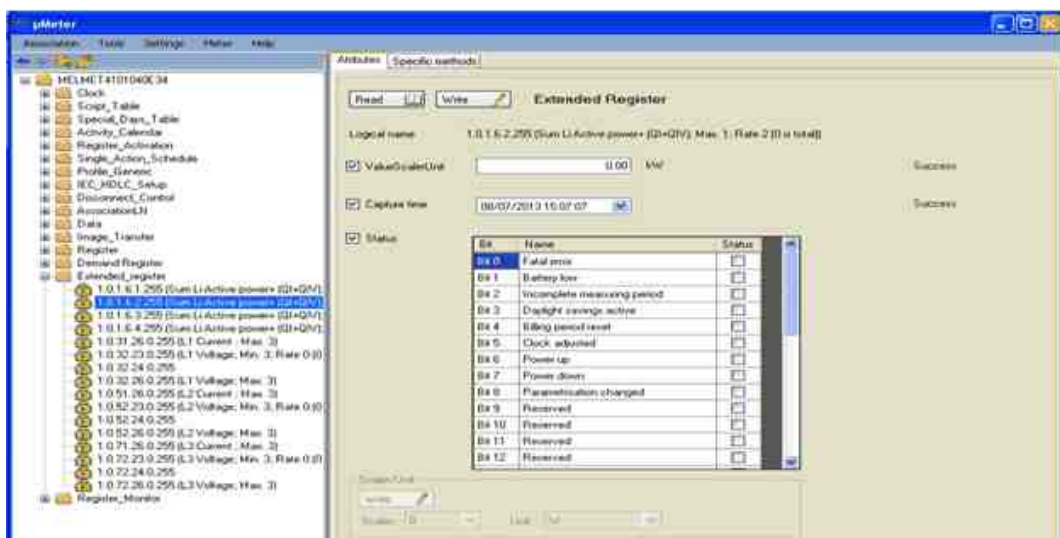 µMeter
Association Tools Settings Meter Help
MELMET4101040E34
Clock
Script_Table
Special_Days_Table
Activity_Calendar
Register_Activation
Single_Action_Schedule
Profile_Generic
IEC_HDLC_Setup
Disconnect_Control
AssociationLN
Data
Image_Transfer
Register
Demand Register
Extended_register
1.0.1.6.1.255 (Sum Li Active power+ (QI+QIV);
1.0.1.6.2.255 (Sum Li Active power+ (QI+QIV);
1.0.1.6.3.255 (Sum Li Active power+ (QI+QIV);
1.0.1.6.4.255 (Sum Li Active power+ (QI+QIV);
1.0.31.26.0.255 (L1 Current ; Max. 3)
1.0.32.23.0.255 (L1 Voltage; Min. 3; Rate 0 (0
1.0.32.24.0.255
1.0.32.26.0.255 (L1 Voltage; Max. 3)
1.0.51.26.0.255 (L2 Current ; Max. 3)
1.0.52.23.0.255 (L2 Voltage; Min. 3; Rate 0 (0
1.0.52.24.0.255
1.0.52.26.0.255 (L2 Voltage; Max. 3)
1.0.71.26.0.255 (L3 Current ; Max. 3)
1.0.72.23.0.255 (L3 Voltage; Min. 3; Rate 0 (0
1.0.72.24.0.255
1.0.72.26.0.255 (L3 Voltage; Max. 3)
Register_Monitor
Attributes Specific methods
Read Write Extended Register
Logical name 1.0.1.6.2.255 (Sum Li Active power+ (QI+QIV); Max. 1; Rate 2 (0 is total))
ValueScalerUnit 0.00 kW Success
Capture time 08/07/2013 15:07:07 Success
Status
Bit Name Status
Bit 0 Fatal error
Bit 1 Battery low
Bit 2 Incomplete measuring period
Bit 3 Daylight savings active
Bit 4 Billing period reset
Bit 5 Clock adjusted
Bit 6 Power up
Bit 7 Power down
Bit 8 Parametrisation changed
Bit 9 Reserved
Bit 10 Reserved
Bit 11 Reserved
Bit 12 Reserved
Scaler/Unit
write
Scaler 0 Unit